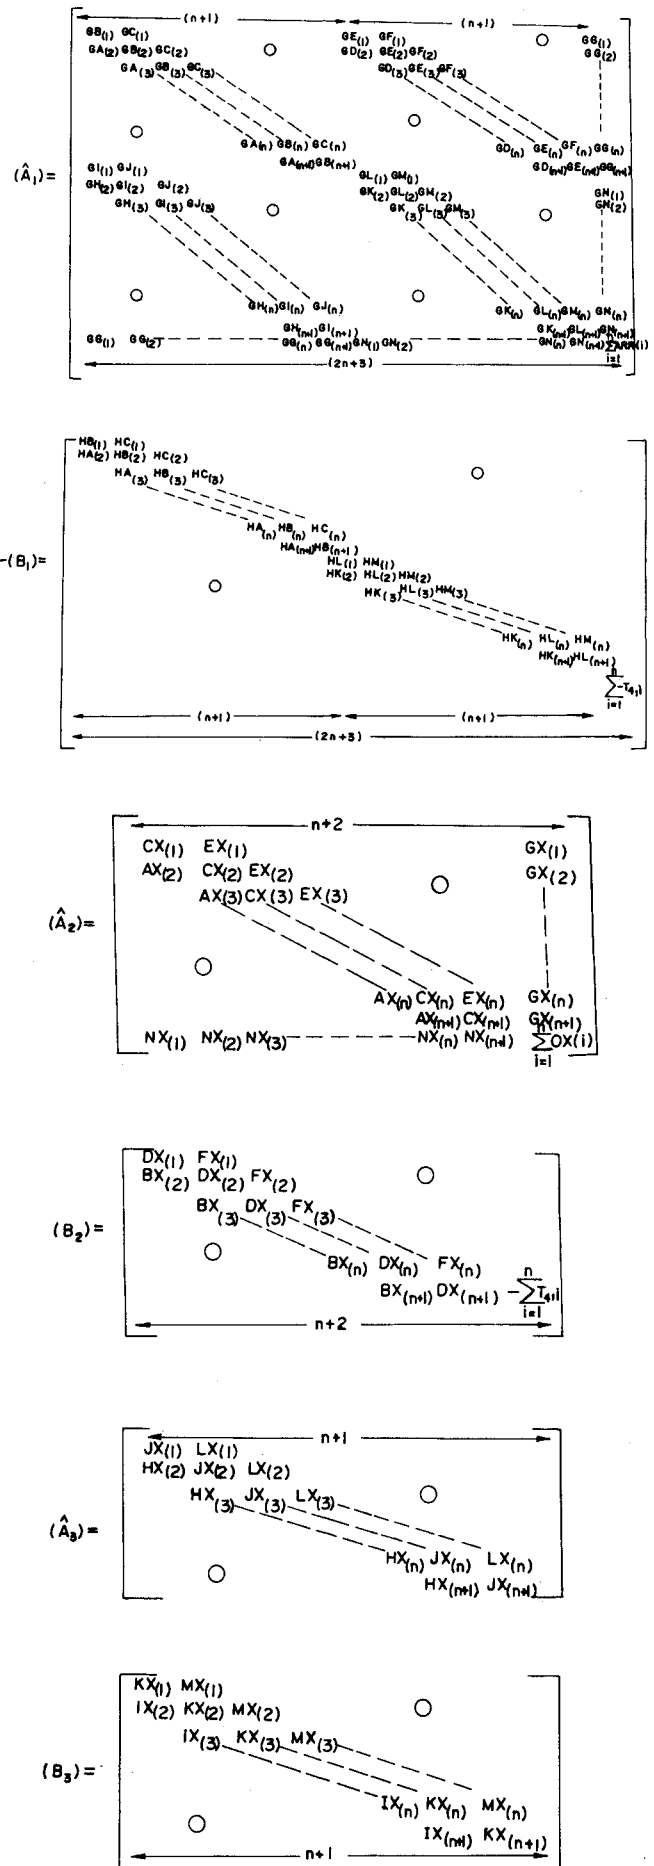 (n+1) (n+1)
GB(1) GC(1) GE(1) GF(1) GG(1)
GA(2) GB(2) GC(2) GD(2) GE(2) GF(2) GG(2)
GA(3) GB(3) GC(3) GD(3) GE(3) GF(3)
GA(n) GB(n) GC(n) GD(n) GE(n) GF(n) GG(n)
GA(n+1) GB(n+1) GD(n+1) GE(n+1) GG(n+1)
(Â₁)=
GI(1) GJ(1) GL(1) GM(1) GN(1)
GH(2) GI(2) GJ(2) GK(2) GL(2) GM(2) GN(2)
GH(3) GI(3) GJ(3) GK(3) GL(3) GM(3)
GH(n) GI(n) GJ(n) GK(n) GL(n) GM(n) GN(n)
GH(n+1) GI(n+1) GK(n+1) GL(n+1) GN(n+1)
GG(1) GG(2) GG(n) GG(n+1) GN(1) GN(2) GN(n) GN(n+1)
(2n+3)
HB(1) HC(1)
HA(2) HB(2) HC(2)
HA(3) HB(3) HC(3)
HA(n) HB(n) HC(n)
HA(n+1) HB(n+1)
-(B₁)=
HL(1) HM(1)
HK(2) HL(2) HM(2)
HK(3) HL(3) HM(3)
HK(n) HL(n) HM(n)
HK(n+1) HL(n+1)
n
∑-T₄,i
i=1
(n+1) (n+1)
(2n+3)
n+2
CX(1) EX(1) GX(1)
AX(2) CX(2) EX(2) GX(2)
AX(3) CX(3) EX(3)
(Â₂)=
AX(n) CX(n) EX(n) GX(n)
AX(n+1) CX(n+1) GX(n+1)
NX(1) NX(2) NX(3) NX(n) NX(n+1) n∑OX(i)
i=1
DX(1) FX(1)
BX(2) DX(2) FX(2)
BX(3) DX(3) FX(3)
(B₂)=
BX(n) DX(n) FX(n)
BX(n+1) DX(n+1) -n∑T₄,i
i=1
n+2
n+1
JX(1) LX(1)
HX(2) JX(2) LX(2)
HX(3) JX(3) LX(3)
(Â₃)=
HX(n) JX(n) LX(n)
HX(n+1) JX(n+1)
KX(1) MX(1)
IX(2) KX(2) MX(2)
IX(3) KX(3) MX(3)
(B₃)=
IX(n) KX(n) MX(n)
IX(n+1) KX(n+1)
n+1